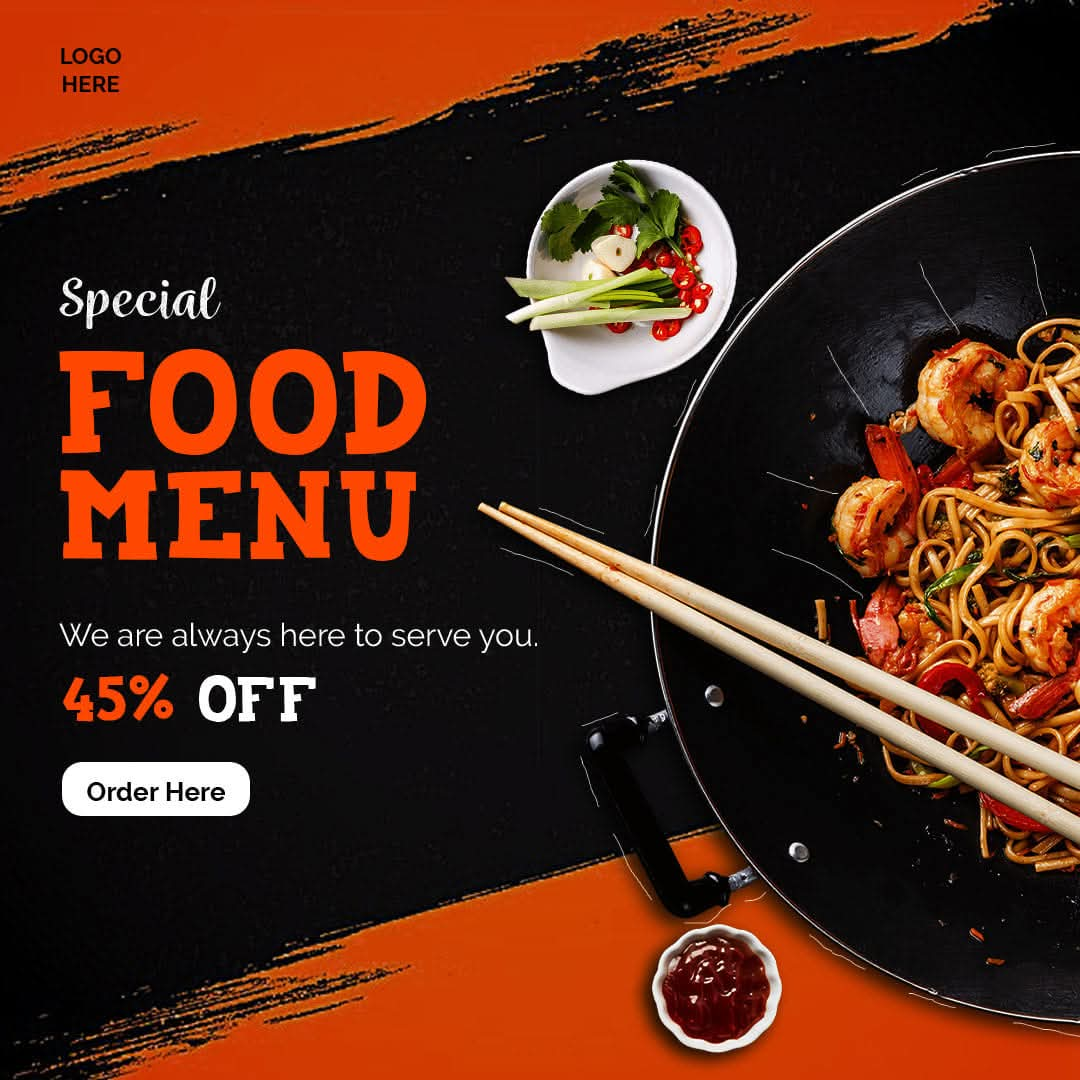 LOGO
HERE
Special
FOOD
MENU
We are always here to serve you.
45% OFF
Order Here